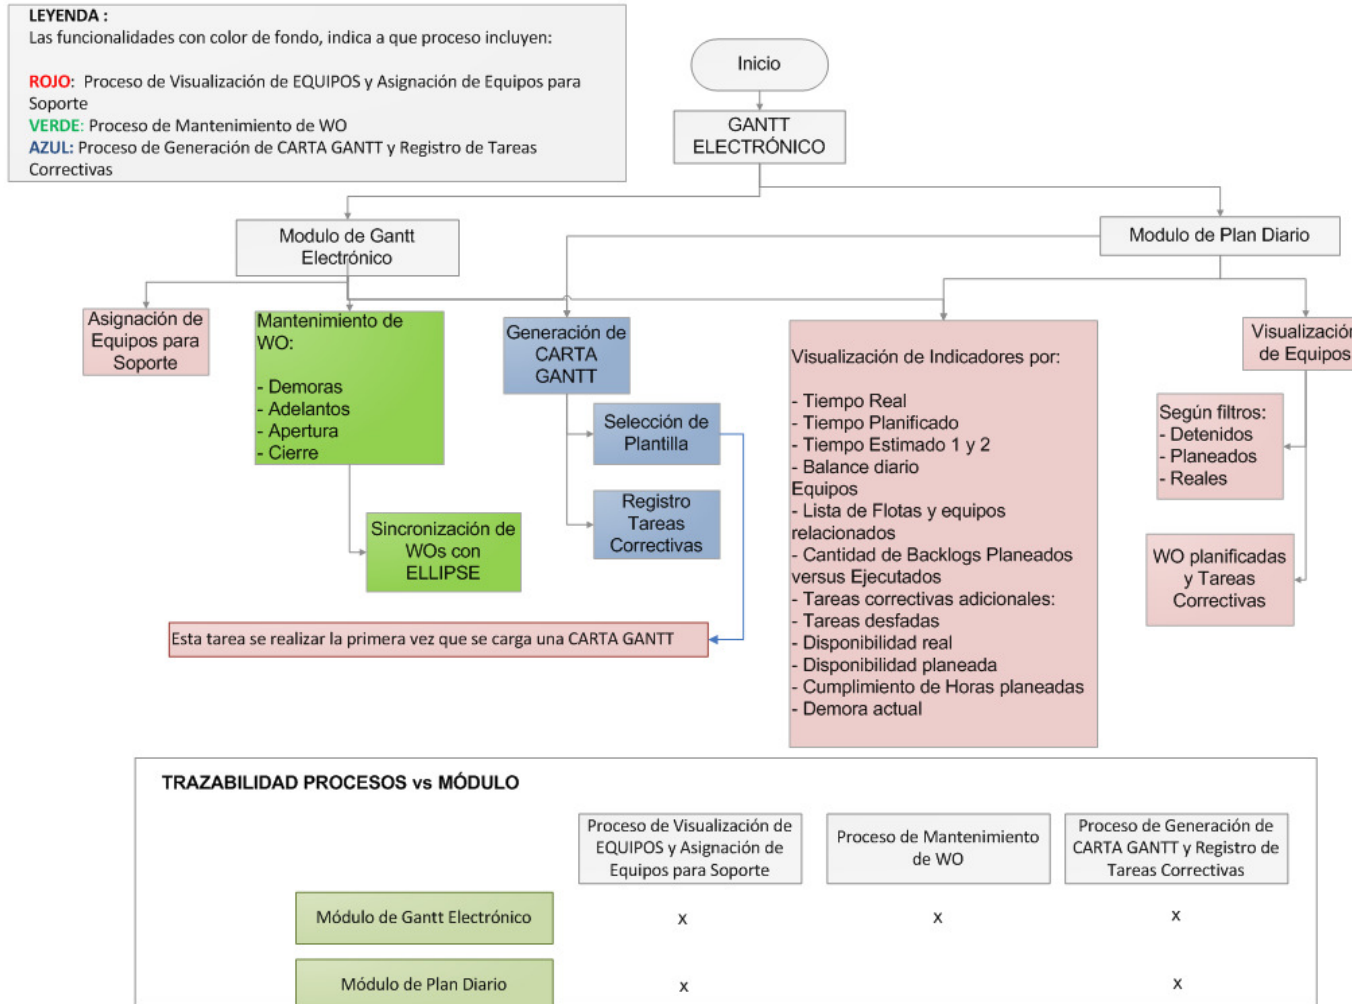 LEYENDA :
Las funcionalidades con color de fondo, indica a que proceso incluyen:
ROJO: Proceso de Visualización de EQUIPOS y Asignación de Equipos para
Soporte
VERDE: Proceso de Mantenimiento de WO
AZUL: Proceso de Generación de CARTA GANTT y Registro de Tareas
Correctivas
Inicio
GANTT
ELECTRÓNICO
Modulo de Gantt
Electrónico
Modulo de Plan Diario
Asignación de
Equipos para
Soporte
Mantenimiento de
WO:
- Demoras
- Adelantos
- Apertura
- Cierre
Sincronización de
WOs con
ELLIPSE
Generación de
CARTA
GANTT
Selección de
Plantilla
Registro
Tareas
Correctivas
Esta tarea se realizar la primera vez que se carga una CARTA GANTT
Visualización de Indicadores por:
- Tiempo Real
- Tiempo Planificado
- Tiempo Estimado 1 y 2
- Balance diario
Equipos
- Lista de Flotas y equipos
relacionados
- Cantidad de Backlogs Planeados
versus Ejecutados
- Tareas correctivas adicionales:
- Tareas desfadas
- Disponibilidad real
- Disponibilidad planeada
- Cumplimiento de Horas planeadas
- Demora actual
Visualización
de Equipos
Según filtros:
- Detenidos
- Planeados
- Reales
WO planificadas
y Tareas
Correctivas
TRAZABILIDAD PROCESOS vs MÓDULO
Proceso de Visualización de
EQUIPOS y Asignación de
Equipos para Soporte
Proceso de Mantenimiento
de WO
Proceso de Generación de
CARTA GANTT y Registro de
Tareas Correctivas
Módulo de Gantt Electrónico
x
x
x
Módulo de Plan Diario
x
x